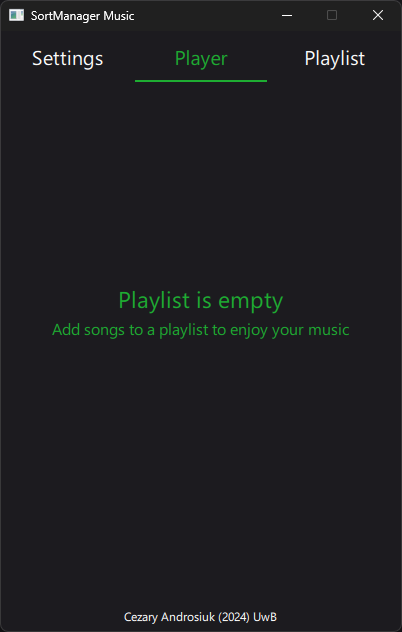 SortManager Music
Settings Player Playlist
Playlist is empty
Add songs to a playlist to enjoy your music
Cezary Androsiuk (2024) UwB